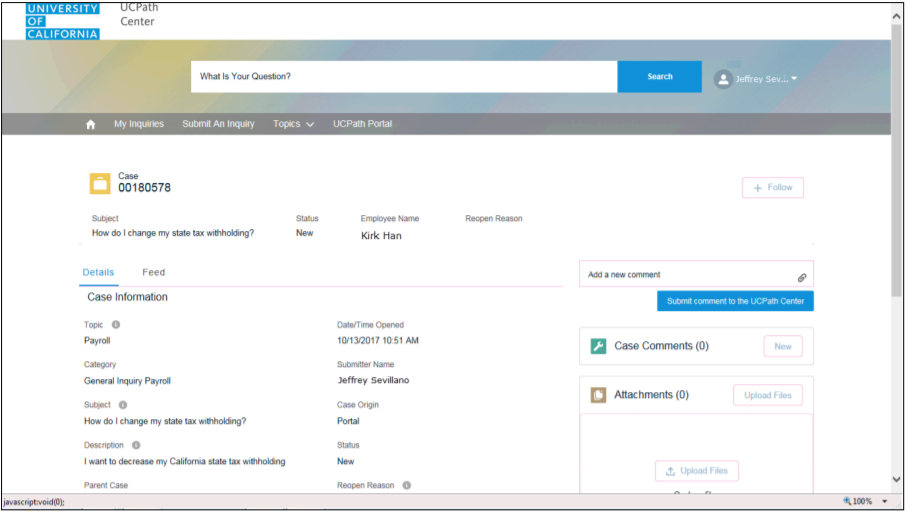 UNIVERSITY
OF
CALIFORNIA
UCPath
Center
What Is Your Question?
Search
Jeffrey Sev...
My Inquiries Submit An Inquiry Topics UCPath Portal
Case
00180578
+ Follow
Subject Status Employee Name Reopen Reason
How do I change my state tax withholding? New Kirk Han
Details Feed
Case Information
Topic
Payroll
Category
General Inquiry Payroll
Subject
How do I change my state tax withholding?
Description
I want to decrease my California state tax withholding
Parent Case
Date/Time Opened
10/13/2017 10:51 AM
Submitter Name
Jeffrey Sevillano
Case Origin
Portal
Status
New
Reopen Reason
Add a new comment
Submit comment to the UCPath Center
Case Comments (0) New
Attachments (0) Upload Files
Upload Files
javascript:void(0);
100%